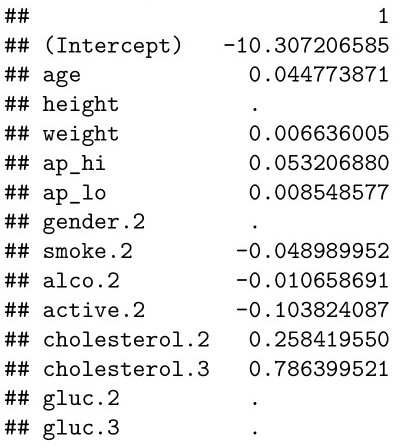 ##                         1
## (Intercept)   -10.307206585
## age             0.044773871
## height          .
## weight          0.006636005
## ap_hi           0.053206880
## ap_lo           0.008548577
## gender.2        .
## smoke.2        -0.048989952
## alco.2         -0.010658691
## active.2       -0.103824087
## cholesterol.2   0.258419550
## cholesterol.3   0.786399521
## gluc.2          .
## gluc.3          .